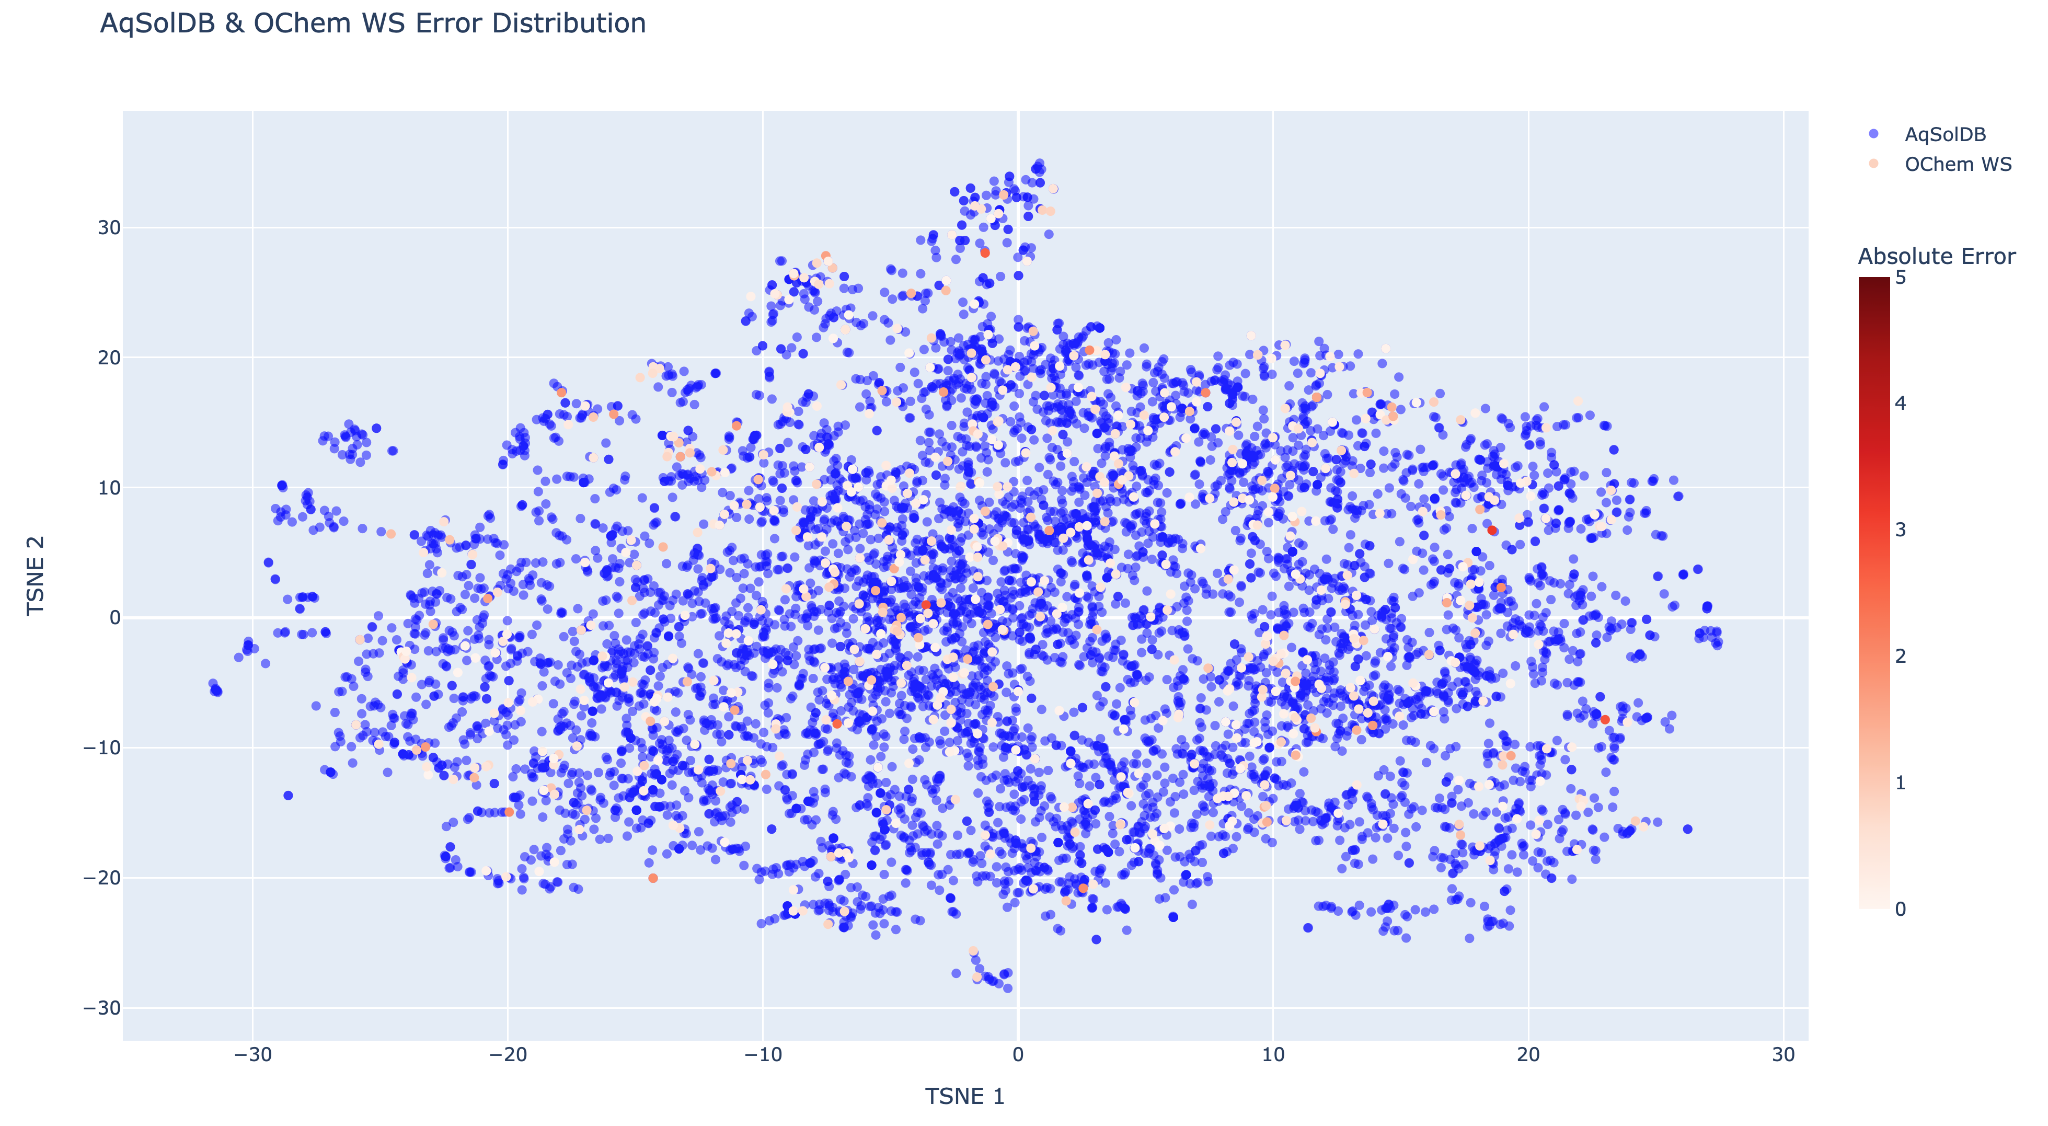 AqSolDB & OChem WS Error Distribution
AqSolDB
OChem WS
Absolute Error
5
4
3
2
1
0
TSNE 2
30
20
10
0
−10
−20
−30
−30 −20 −10 0 10 20 30
TSNE 1